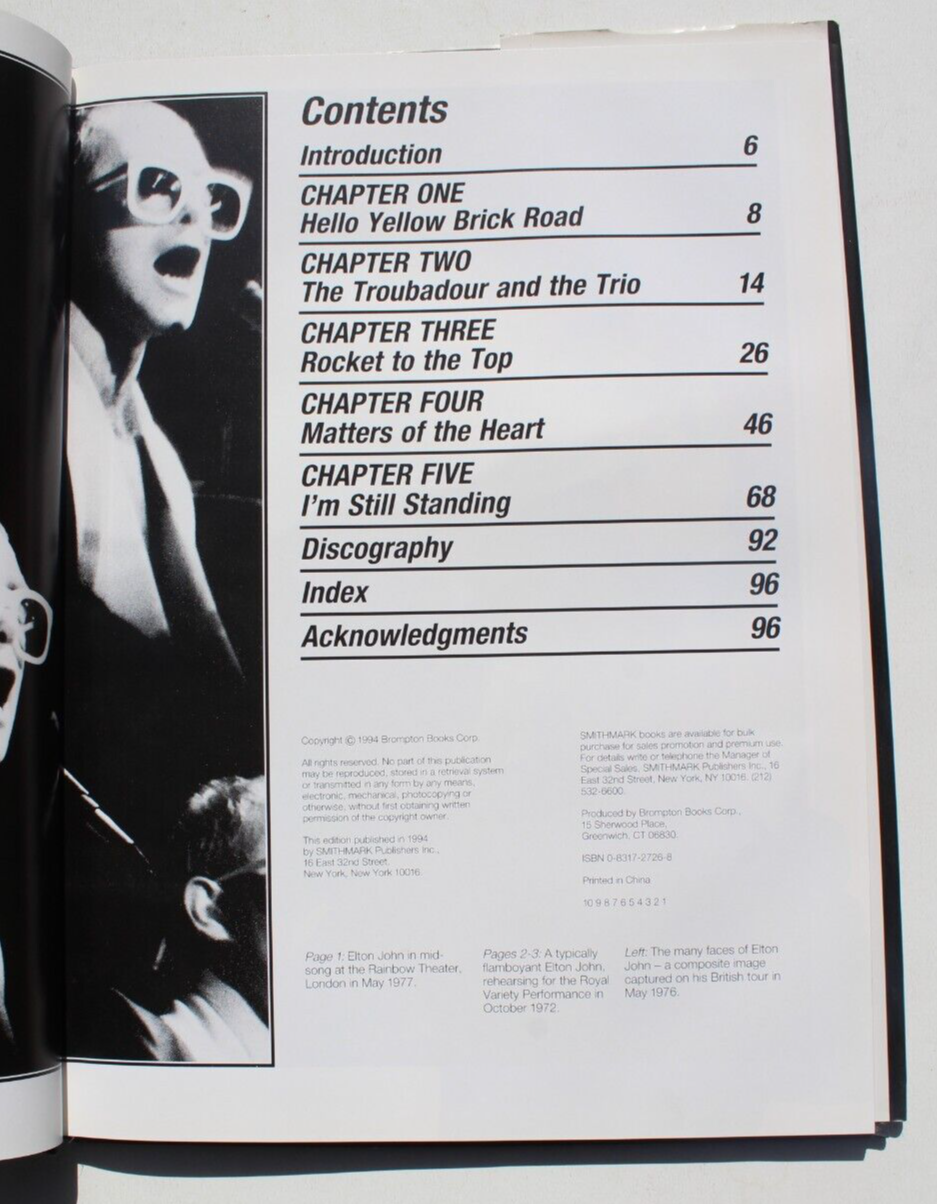 Contents
Introduction 6
CHAPTER ONE
Hello Yellow Brick Road 8
CHAPTER TWO
The Troubadour and the Trio 14
CHAPTER THREE
Rocket to the Top 26
CHAPTER FOUR
Matters of the Heart 46
CHAPTER FIVE
I'm Still Standing 68
Discography 92
Index 96
Acknowledgments 96
Copyright © 1994 Brompton Books Corp.
All rights reserved. No part of this publication
may be reproduced, stored in a retrieval system
or transmitted in any form by any means,
electronic, mechanical, photocopying or
otherwise, without first obtaining written
permission of the copyright owner.
This edition published in 1994
by SMITHMARK Publishers Inc.,
16 East 32nd Street,
New York, New York 10016
SMITHMARK books are available for bulk
purchase for sales promotion and premium use.
For details write or telephone the Manager of
Special Sales, SMITHMARK Publishers Inc., 16
East 32nd Street, New York, NY 10016. (212)
532-6600.
Produced by Brompton Books Corp.,
15 Sherwood Place,
Greenwich, CT 06830.
ISBN 0-8317-2726-8
Printed in China
10 9 8 7 6 5 4 3 2 1
Page 1: Elton John in mid-
song at the Rainbow Theater,
London in May 1977.
Pages 2-3: A typically
flamboyant Elton John,
rehearsing for the Royal
Variety Performance in
October 1972.
Left: The many faces of Elton
John – a composite image
captured on his British tour in
May 1976.